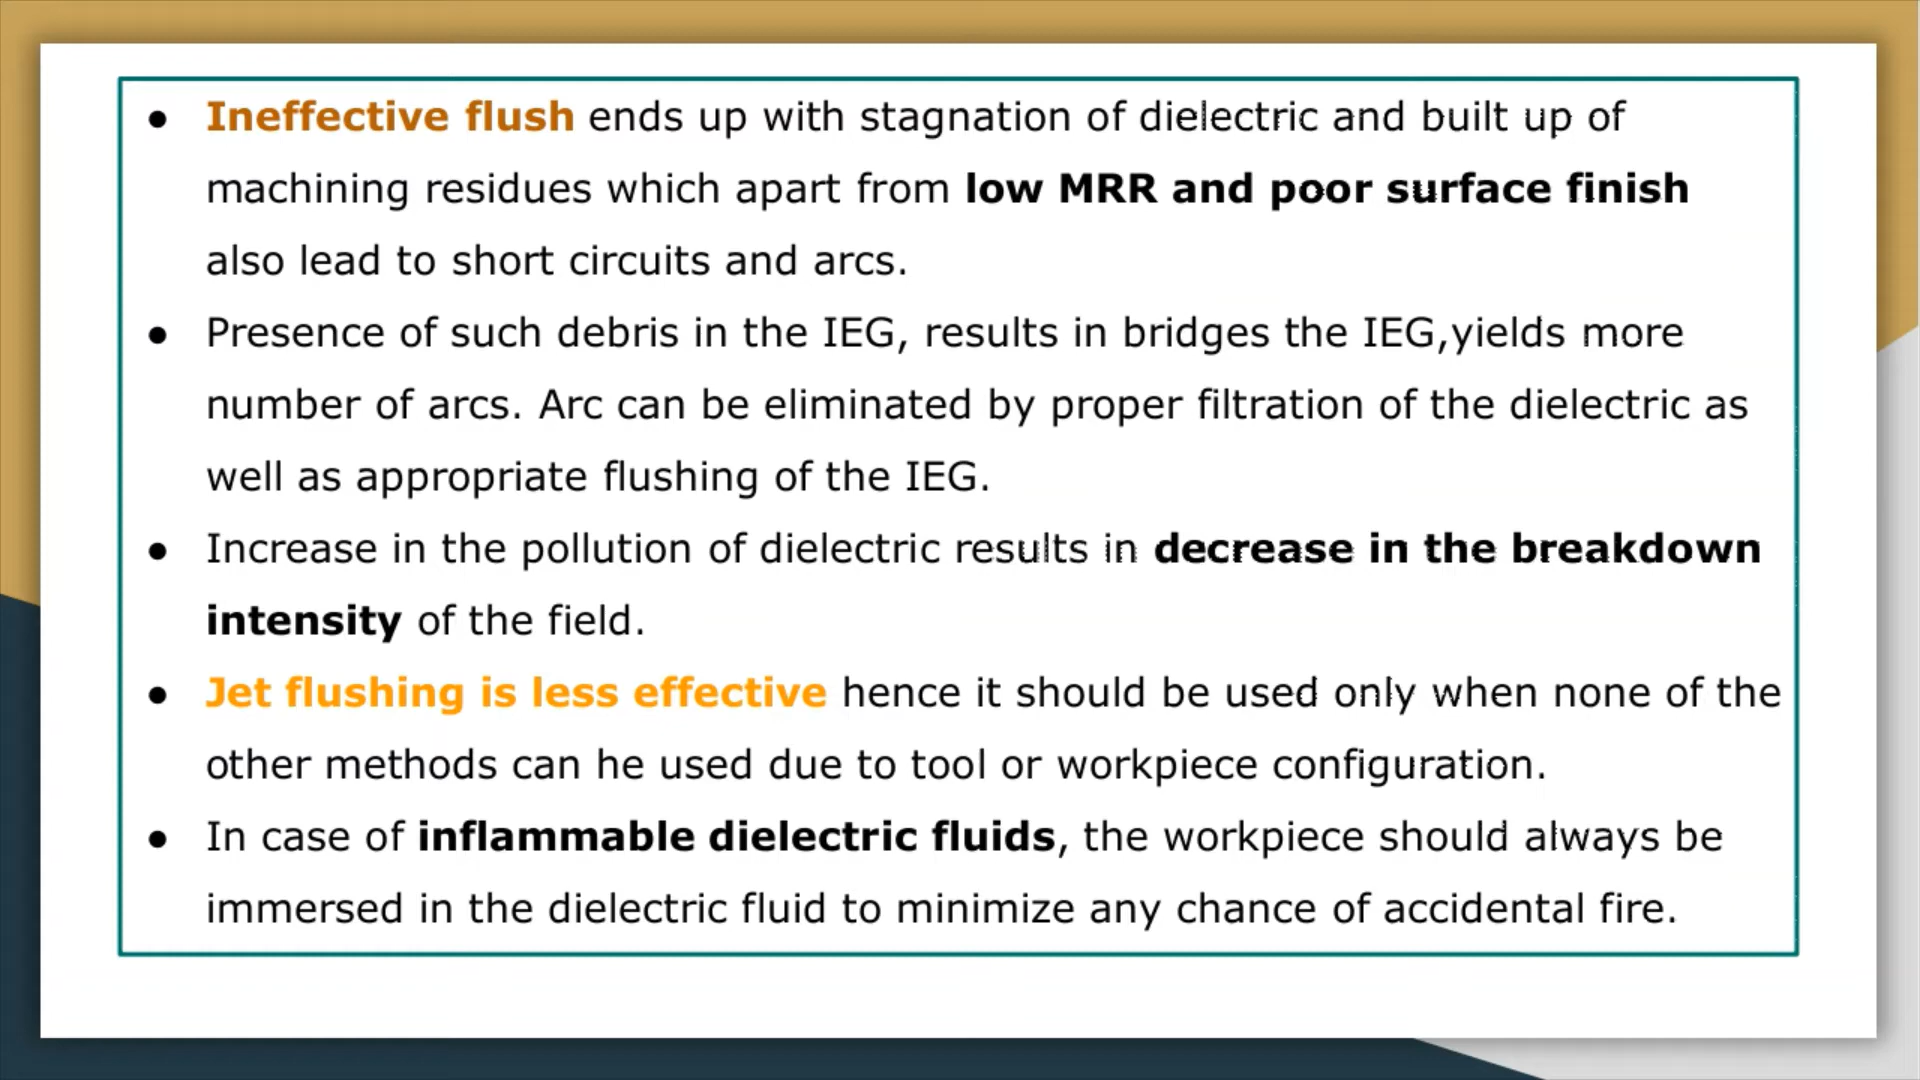 ● Ineffective flush ends up with stagnation of dielectric and built up of
machining residues which apart from low MRR and poor surface finish
also lead to short circuits and arcs.
● Presence of such debris in the IEG, results in bridges the IEG,yields more
number of arcs. Arc can be eliminated by proper filtration of the dielectric as
well as appropriate flushing of the IEG.
● Increase in the pollution of dielectric results in decrease in the breakdown
intensity of the field.
● Jet flushing is less effective hence it should be used only when none of the
other methods can he used due to tool or workpiece configuration.
● In case of inflammable dielectric fluids, the workpiece should always be
immersed in the dielectric fluid to minimize any chance of accidental fire.